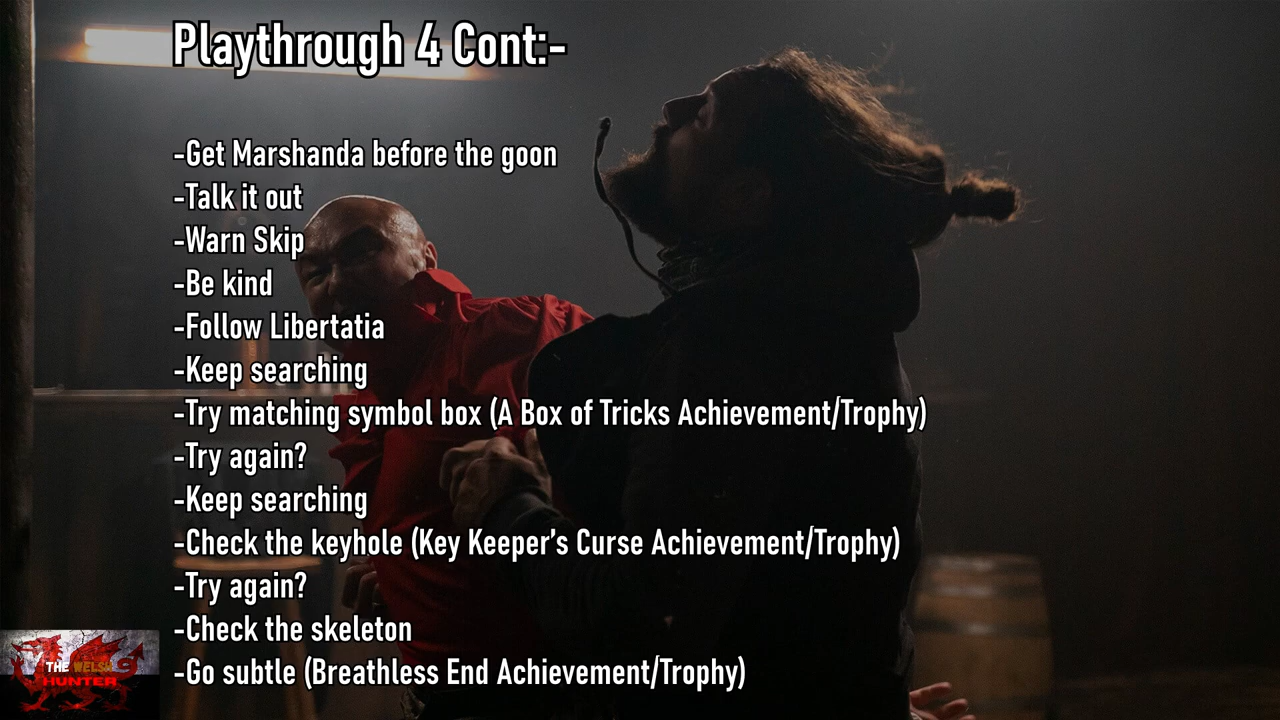 Playthrough 4 Cont:-
-Get Marshanda before the goon
-Talk it out
-Warn Skip
-Be kind
-Follow Libertatia
-Keep searching
-Try matching symbol box (A Box of Tricks Achievement/Trophy)
-Try again?
-Keep searching
-Check the keyhole (Key Keeper’s Curse Achievement/Trophy)
-Try again?
-Check the skeleton
-Go subtle (Breathless End Achievement/Trophy)
THE WELSH
HUNTER